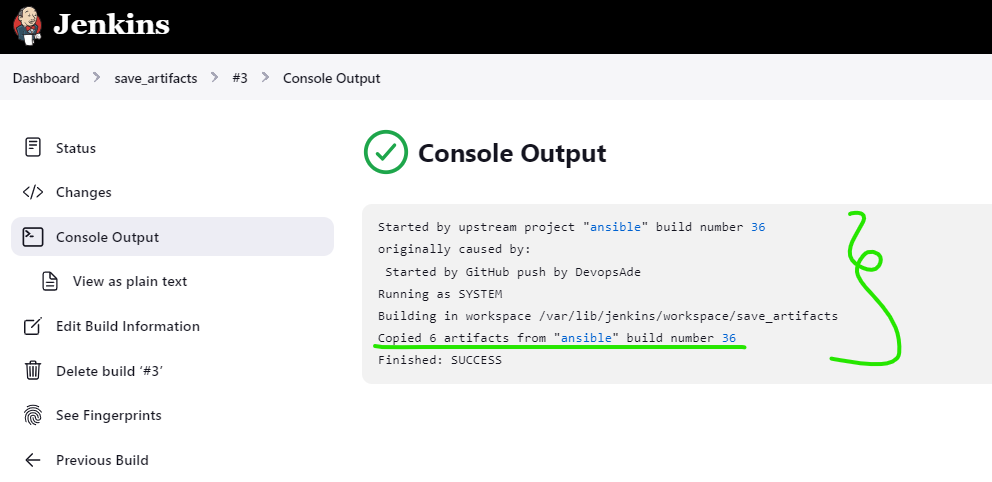 Jenkins
Dashboard > save_artifacts > #3 > Console Output
Status
Changes
Console Output
View as plain text
Edit Build Information
Delete build ‘#3’
See Fingerprints
Previous Build
Console Output
Started by upstream project "ansible" build number 36
originally caused by:
Started by GitHub push by DevopsAde
Running as SYSTEM
Building in workspace /var/lib/jenkins/workspace/save_artifacts
Copied 6 artifacts from "ansible" build number 36
Finished: SUCCESS